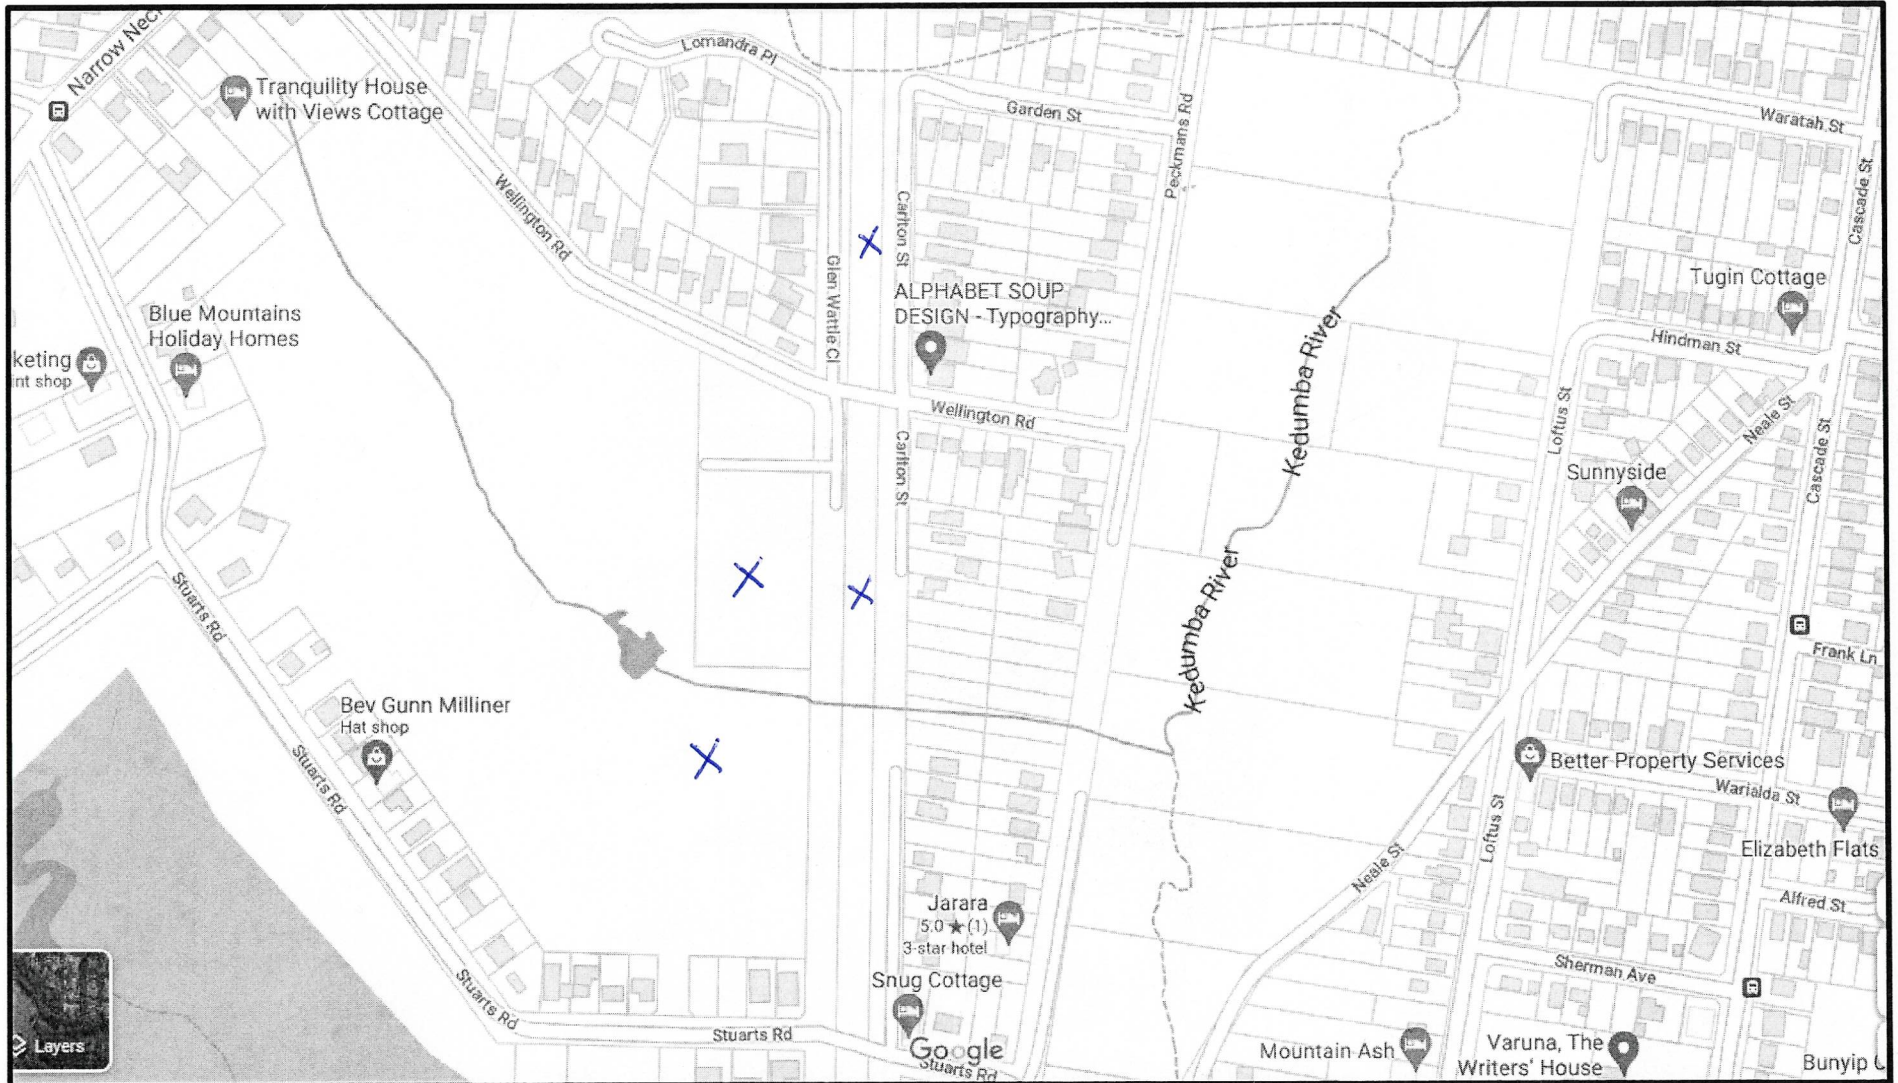 Narrow Neck
Lomandra Pl
Tranquility House
with Views Cottage
Garden St
Waratah St
Peckmans Rd
Cascade St
Wellington Rd
Carlton St
Glen Wattle Cl
Tugin Cottage
ALPHABET SOUP
DESIGN - Typography...
Blue Mountains
Holiday Homes
Kedumba River
Hindman St
keting
int shop
Loftus St
Neale St
Wellington Rd
Cascade St
Carlton St
Sunnyside
Kedumba River
Stuarts Rd
Frank Ln
Bev Gunn Milliner
Hat shop
Stuarts Rd
Better Property Services
Warialda St
Loftus St
Elizabeth Flats
Neale St
Alfred St
Jarara
5.0 ★ (1)
3-star hotel
Sherman Ave
Snug Cottage
Stuarts Rd
Stuarts Rd
Layers
Google
Mountain Ash
Varuna, The
Writers' House
Bunyip
Stuarts Rd